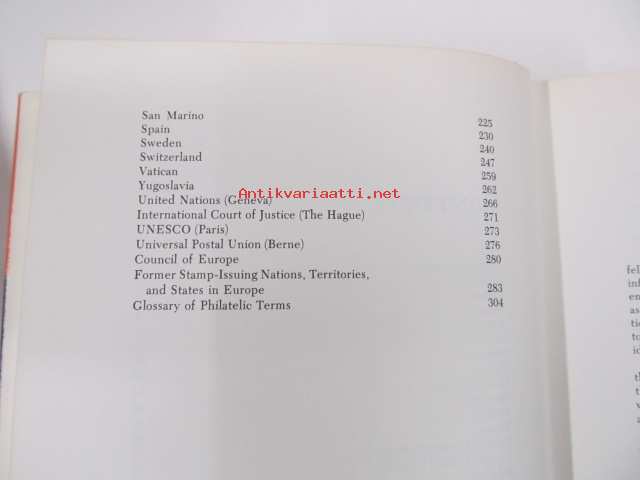 San Marino 225
Spain 230
Sweden 240
Switzerland 247
Vatican 259
Yugoslavia 262
United Nations (Geneva) 266
International Court of Justice (The Hague) 271
UNESCO (Paris) 273
Universal Postal Union (Berne) 276
Council of Europe 280
Former Stamp-Issuing Nations, Territories,
and States in Europe 283
Glossary of Philatelic Terms 304
Antikvariaatti.net